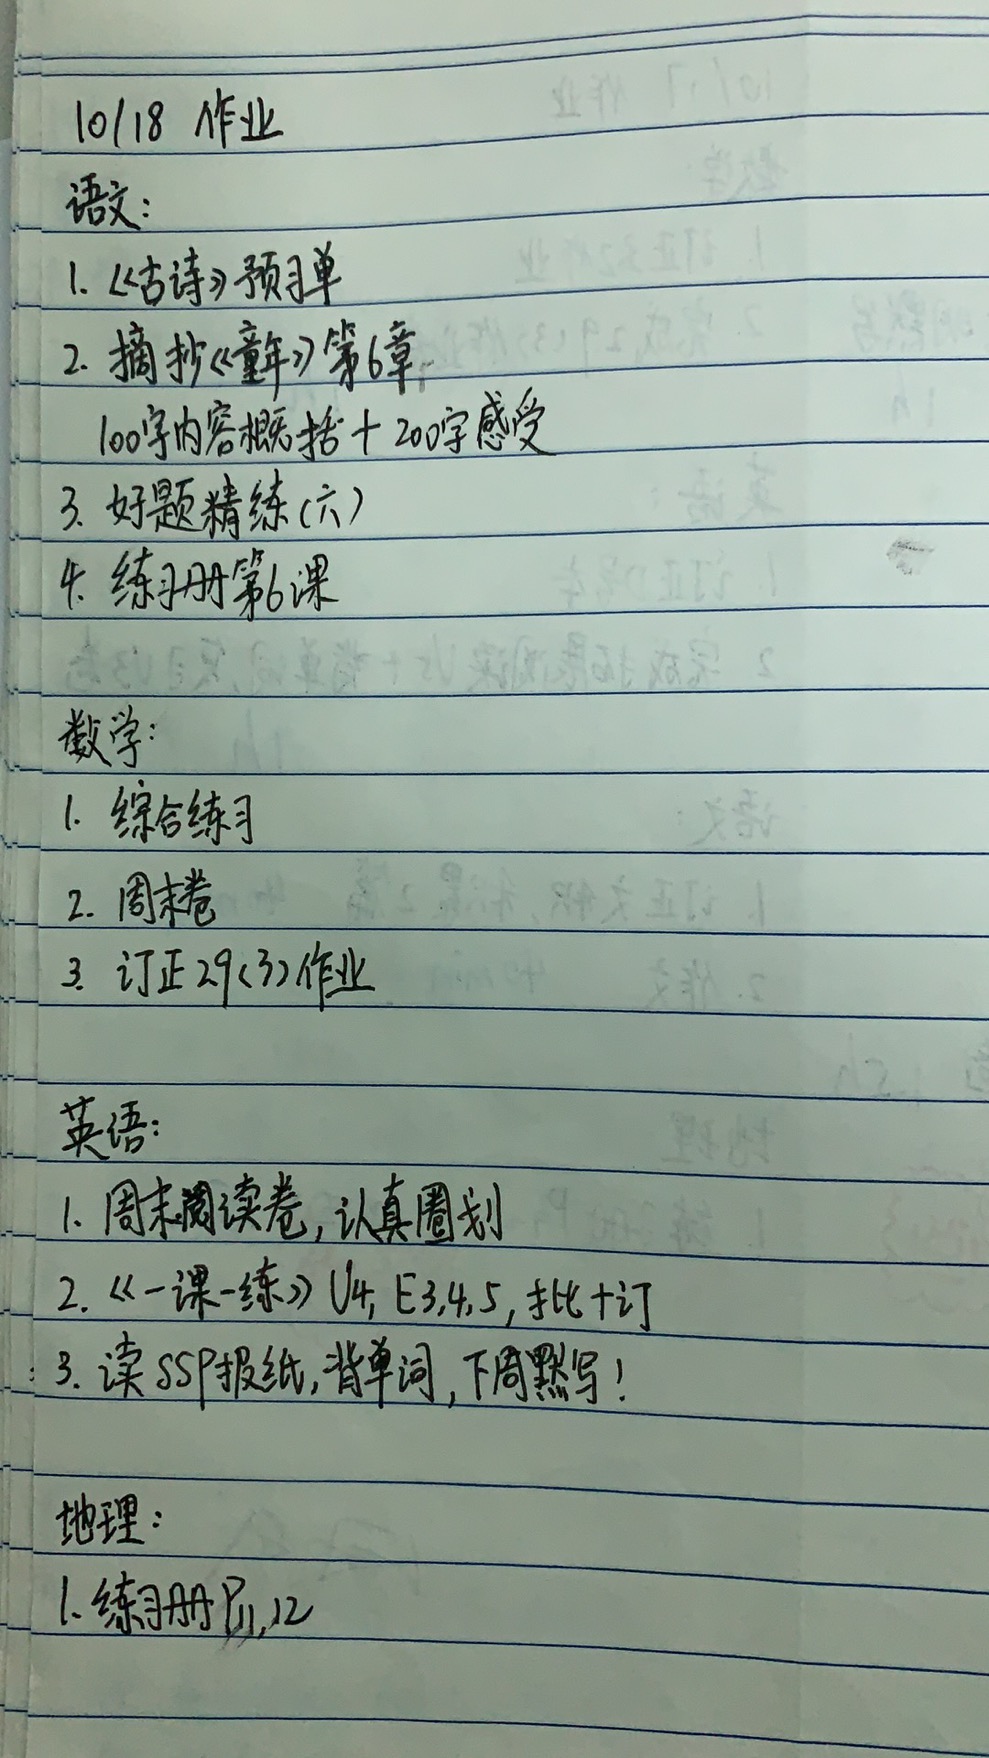 10/18 作业
语文:
1. 《古诗》预习单
2. 摘抄《童年》第6章
100字内容概括+200字感受
3. 好题精练(六)
4. 练习册第6课
数学:
1. 综合练习
2. 周末卷
3. 订正29(3)作业
英语:
1. 周末阅读卷,认真圈划
2. 《一课一练》U4, E3,4,5, 批+订
3. 读SSP报纸,背单词,下周默写!
地理:
1. 练习册P11,12